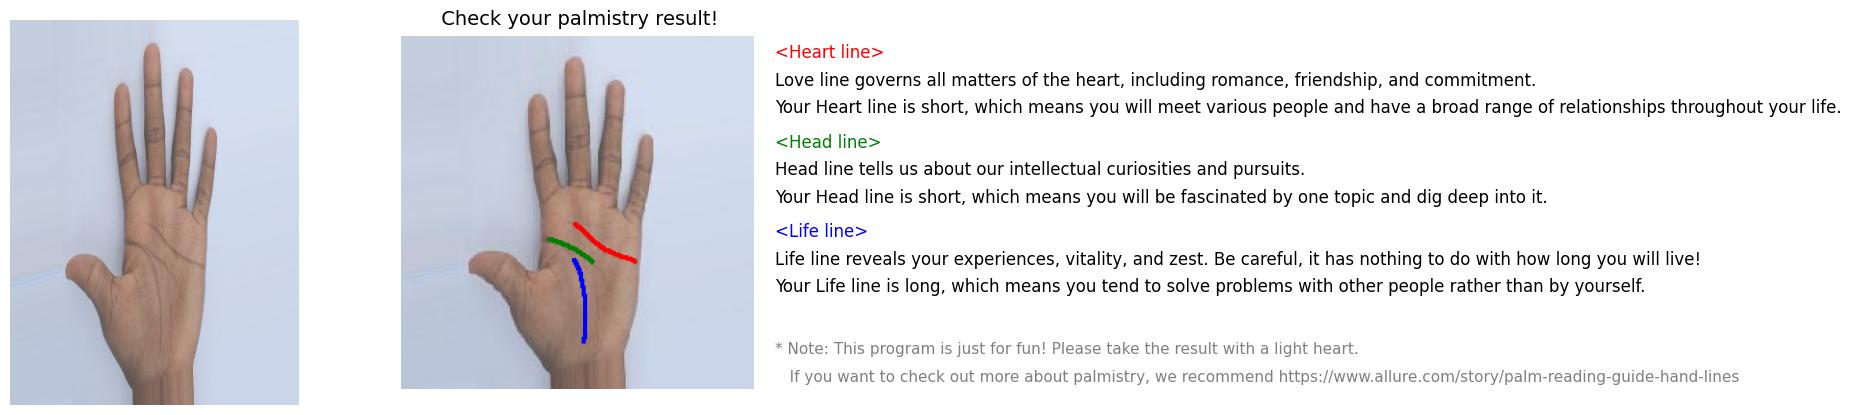 Check your palmistry result!
<Heart line>
Love line governs all matters of the heart, including romance, friendship, and commitment.
Your Heart line is short, which means you will meet various people and have a broad range of relationships throughout your life.
<Head line>
Head line tells us about our intellectual curiosities and pursuits.
Your Head line is short, which means you will be fascinated by one topic and dig deep into it.
<Life line>
Life line reveals your experiences, vitality, and zest. Be careful, it has nothing to do with how long you will live!
Your Life line is long, which means you tend to solve problems with other people rather than by yourself.
* Note: This program is just for fun! Please take the result with a light heart.
If you want to check out more about palmistry, we recommend https://www.allure.com/story/palm-reading-guide-hand-lines